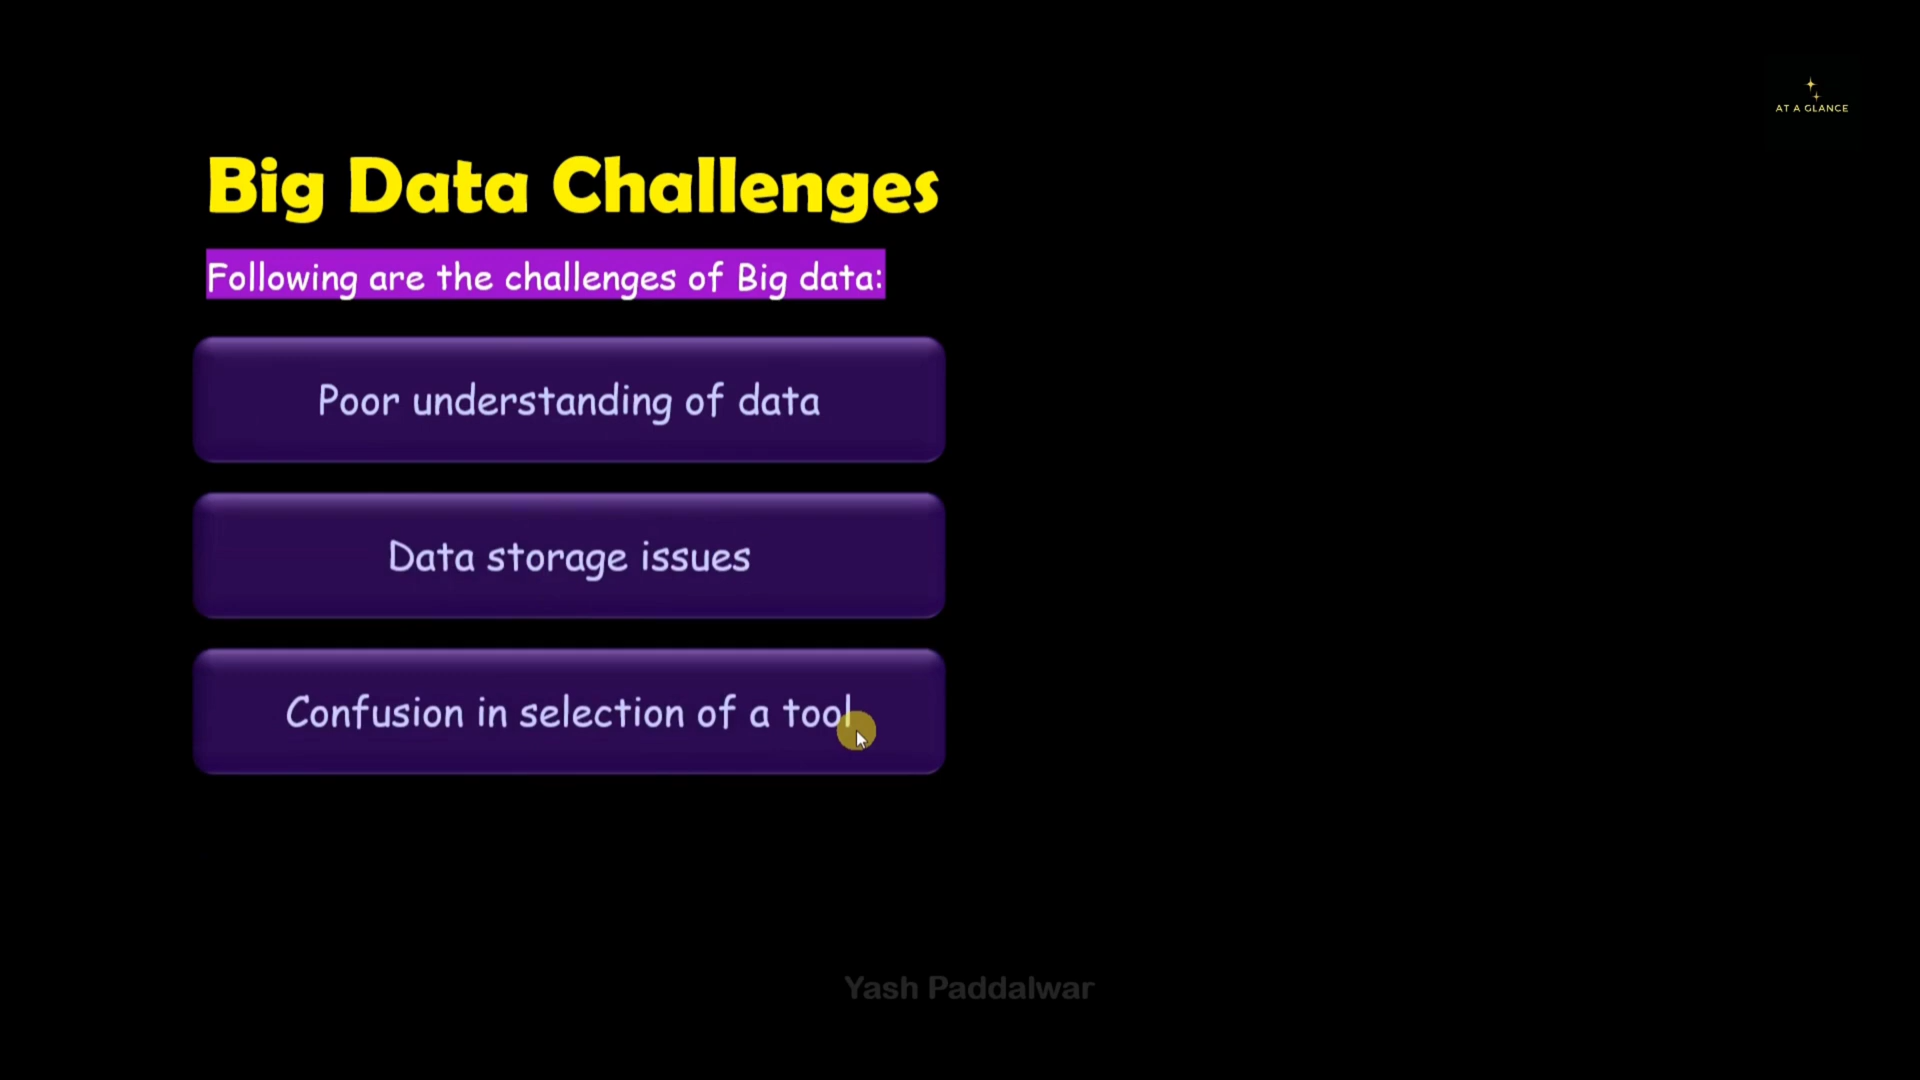 AT A GLANCE
Big Data Challenges
Following are the challenges of Big data:
Poor understanding of data
Data storage issues
Confusion in selection of a tool
Yash Paddalwar